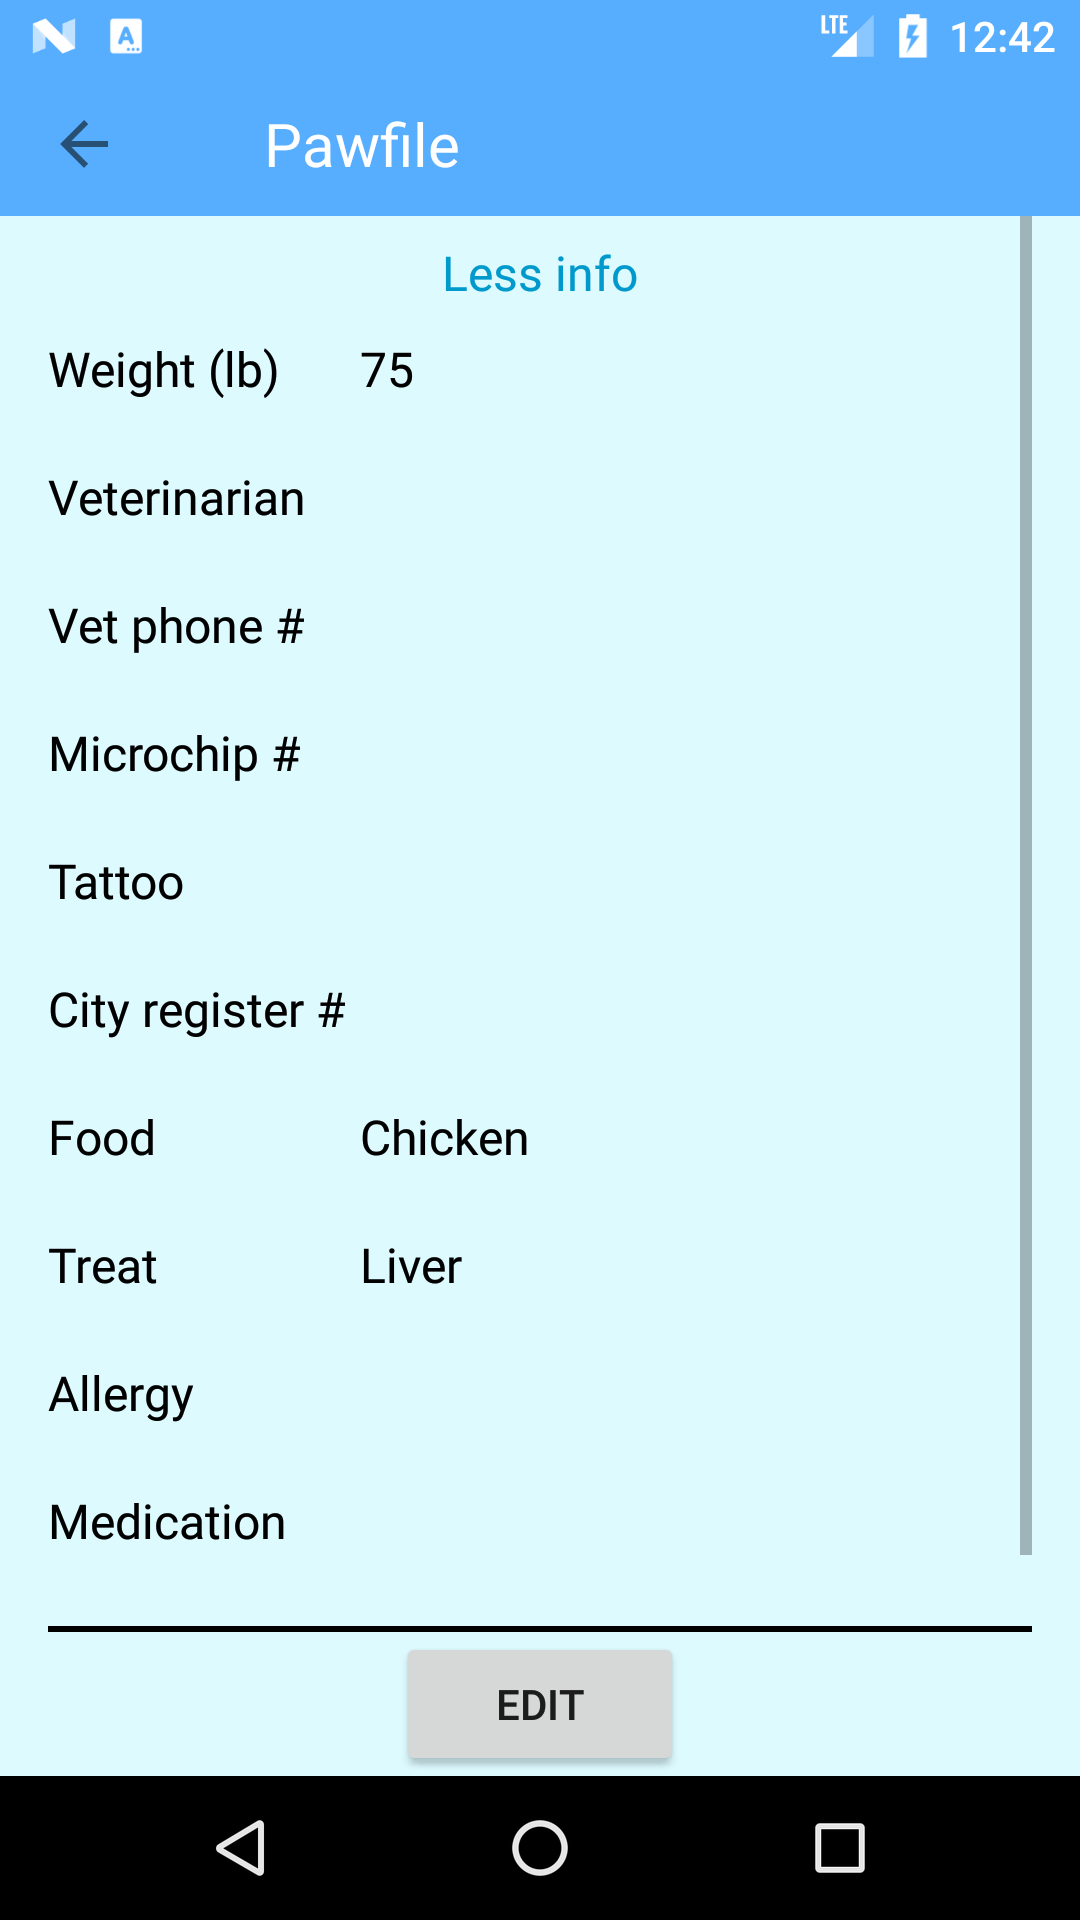 LTE 12:42
Pawfile
Less info
Weight (lb) 75
Veterinarian
Vet phone #
Microchip #
Tattoo
City register #
Food Chicken
Treat Liver
Allergy
Medication
EDIT